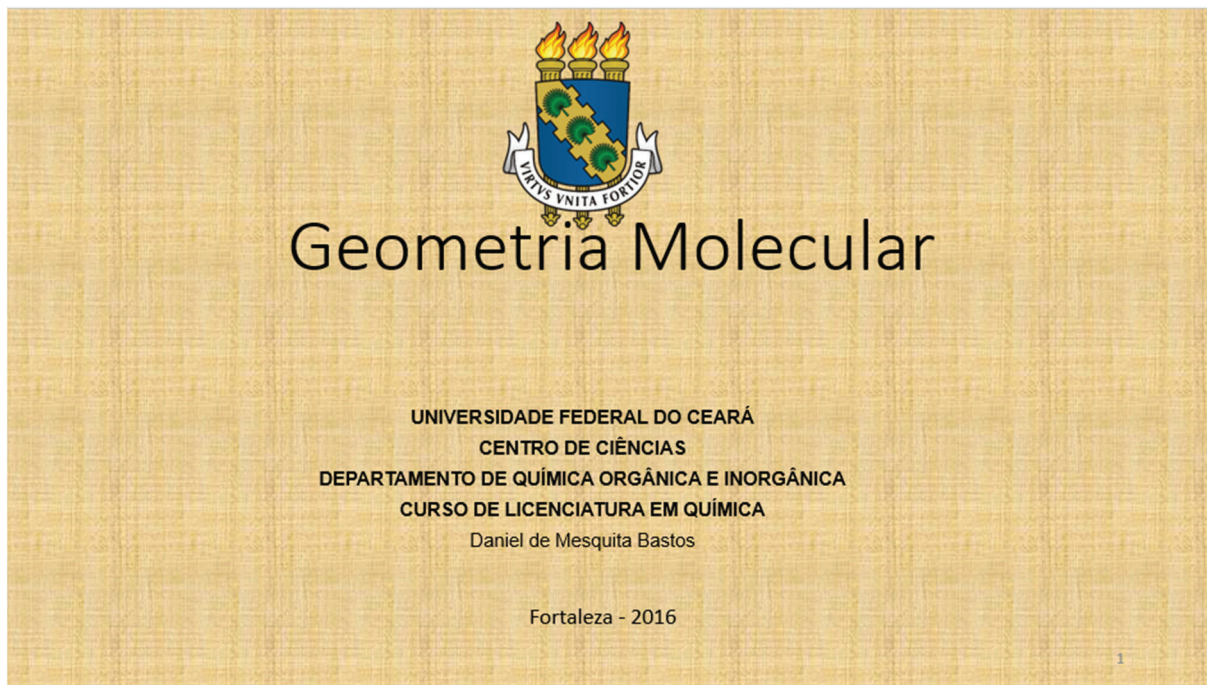 VIRTVS VNITA FORTIOR
Geometria Molecular
UNIVERSIDADE FEDERAL DO CEARÁ
CENTRO DE CIÊNCIAS
DEPARTAMENTO DE QUÍMICA ORGÂNICA E INORGÂNICA
CURSO DE LICENCIATURA EM QUÍMICA
Daniel de Mesquita Bastos
Fortaleza - 2016
1